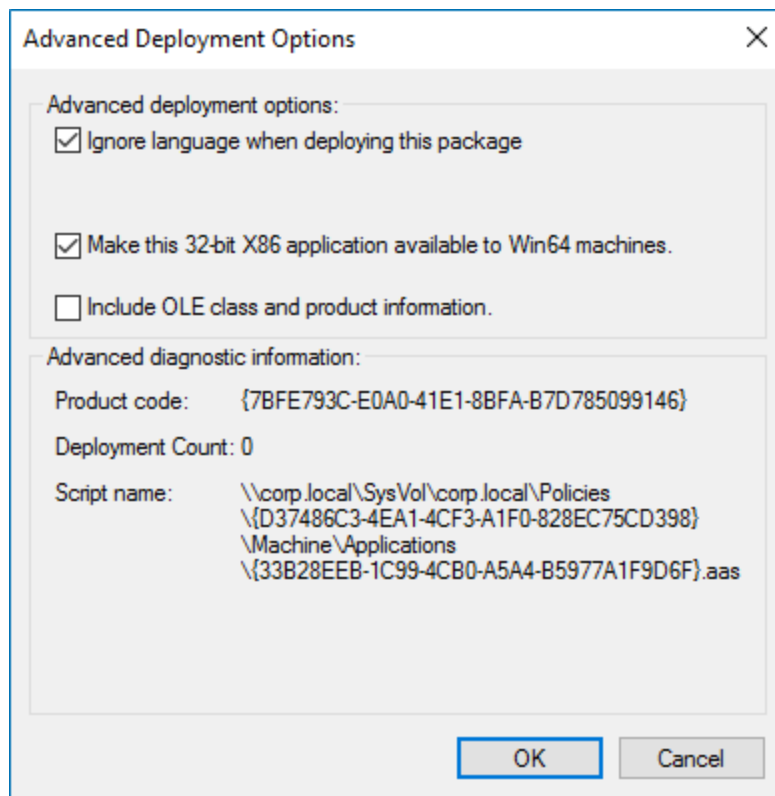 Advanced Deployment Options
Advanced deployment options:
Ignore language when deploying this package
Make this 32-bit X86 application available to Win64 machines.
Include OLE class and product information.
Advanced diagnostic information:
Product code: {7BFE793C-E0A0-41E1-8BFA-B7D785099146}
Deployment Count: 0
Script name: \\corp.local\SysVol\corp.local\Policies
\{D37486C3-4EA1-4CF3-A1F0-828EC75CD398}
\Machine\Applications
\{33B28EEB-1C99-4CB0-A5A4-B5977A1F9D6F}.aas
OK Cancel